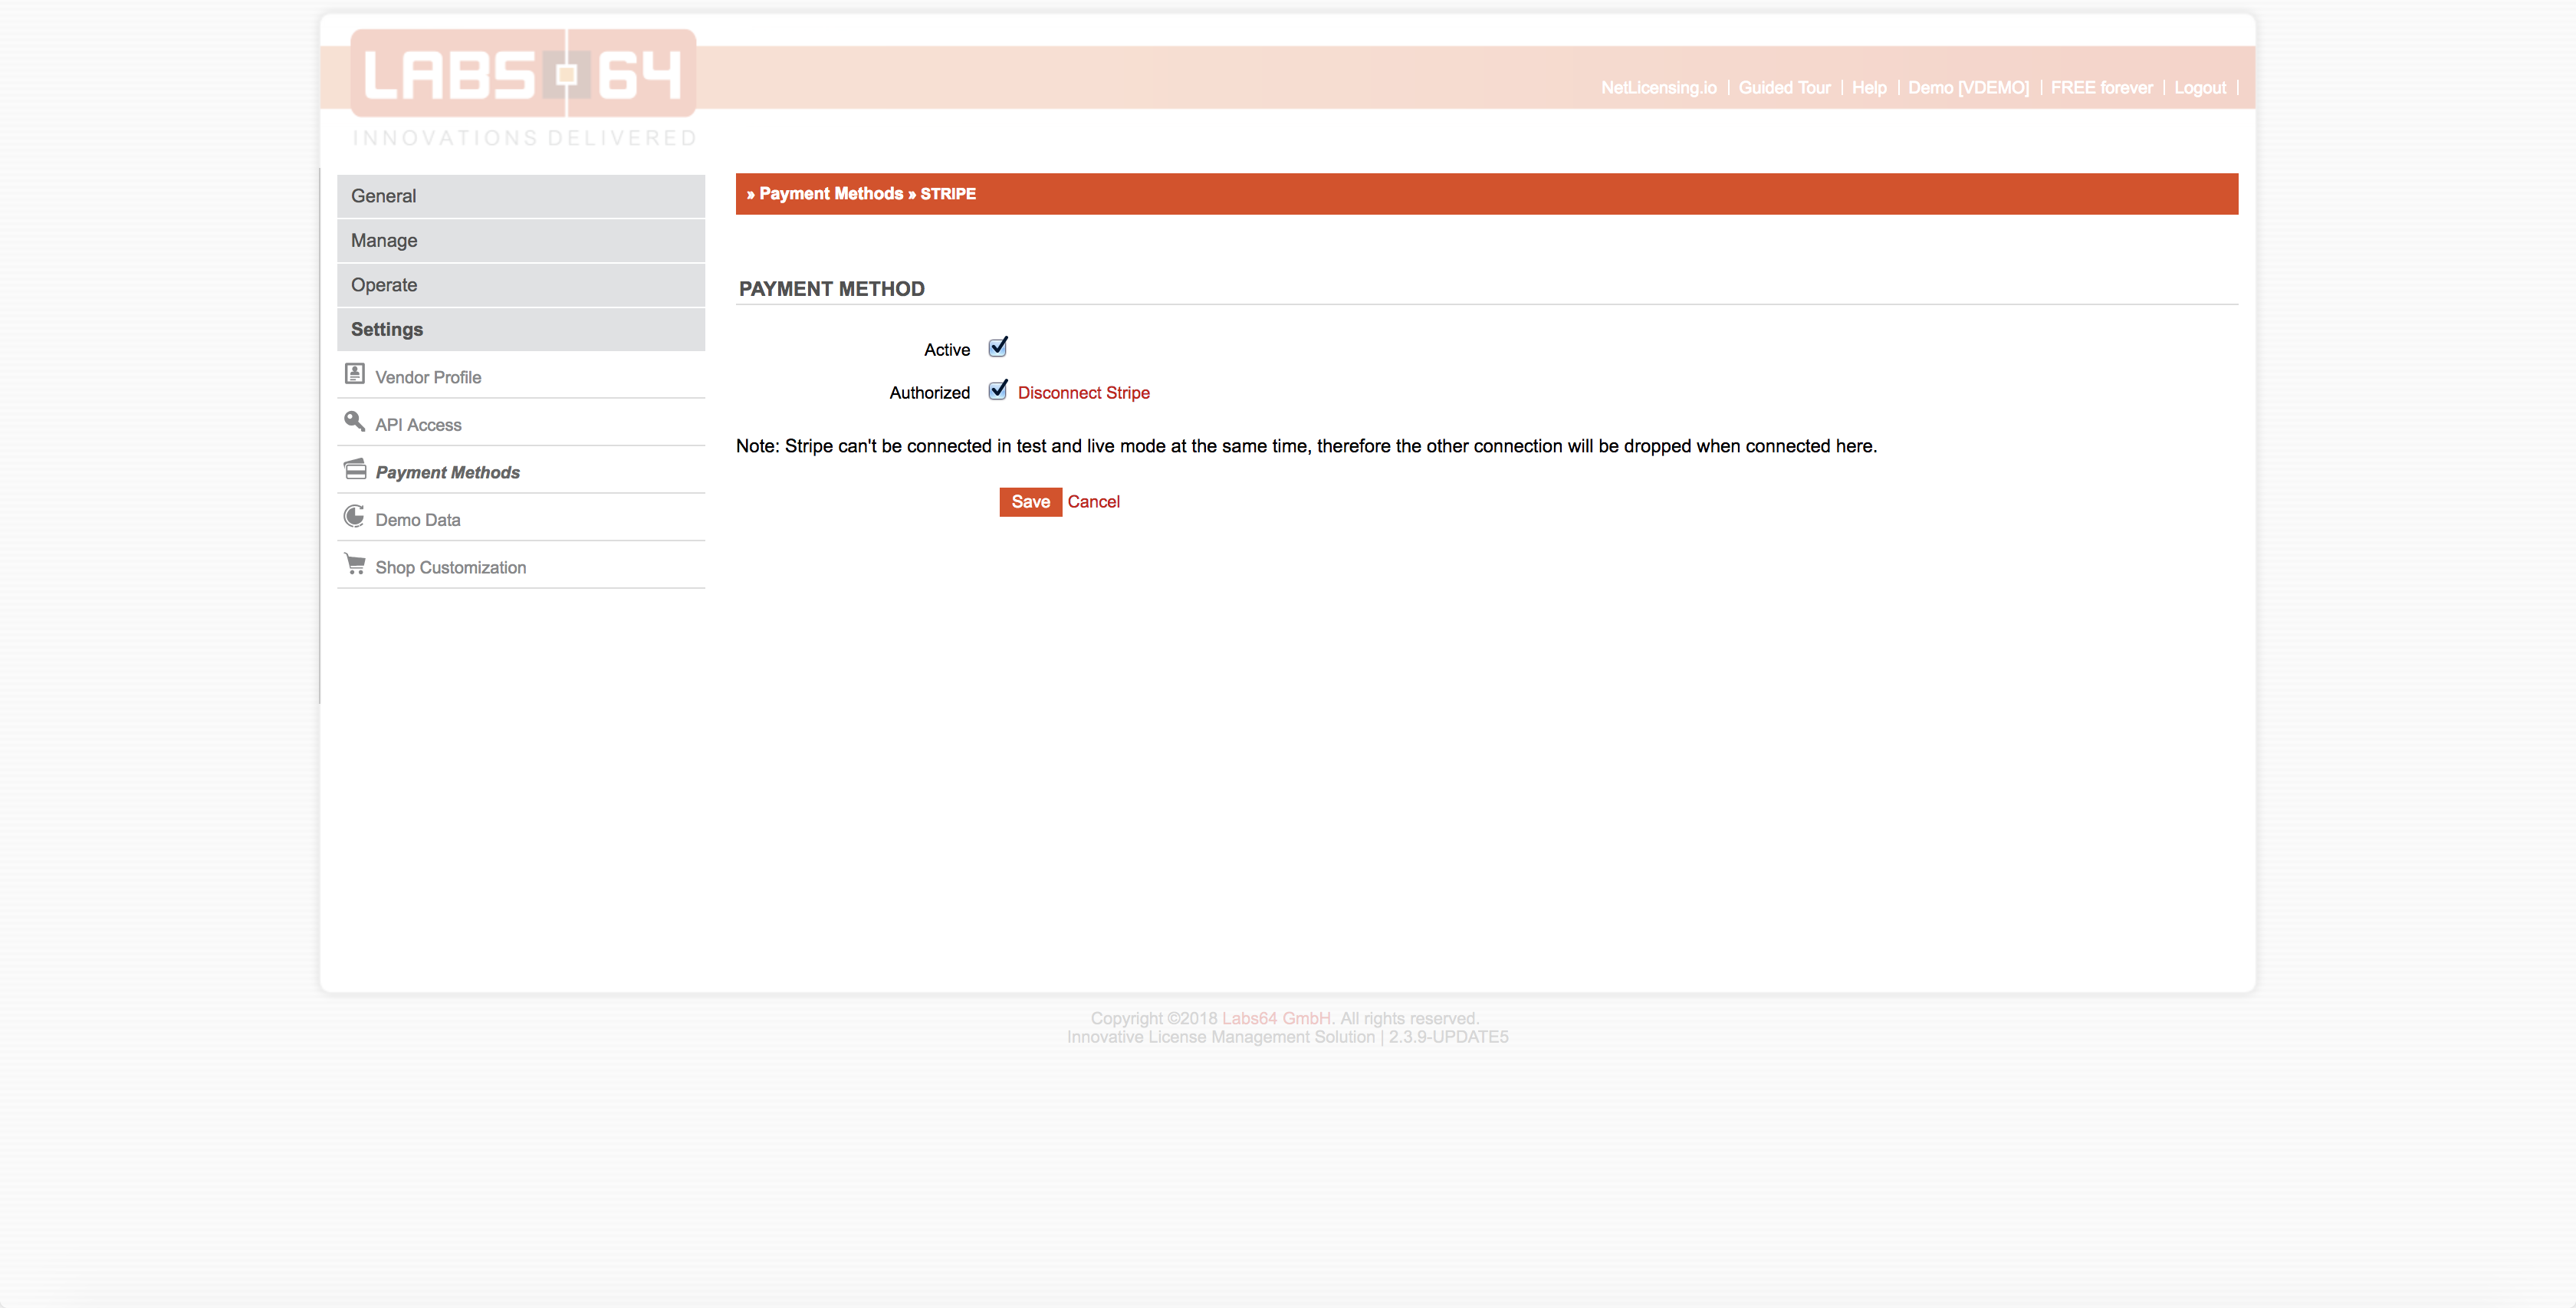 LABS 64
INNOVATIONS DELIVERED
NetLicensing.io | Guided Tour | Help | Demo [VDEMO] | FREE forever | Logout |
General
Manage
Operate
Settings
Vendor Profile
API Access
Payment Methods
Demo Data
Shop Customization
» Payment Methods » STRIPE
PAYMENT METHOD
Active
Authorized Disconnect Stripe
Note: Stripe can't be connected in test and live mode at the same time, therefore the other connection will be dropped when connected here.
Save Cancel
Copyright ©2018 Labs64 GmbH. All rights reserved.
Innovative License Management Solution | 2.3.9-UPDATE5